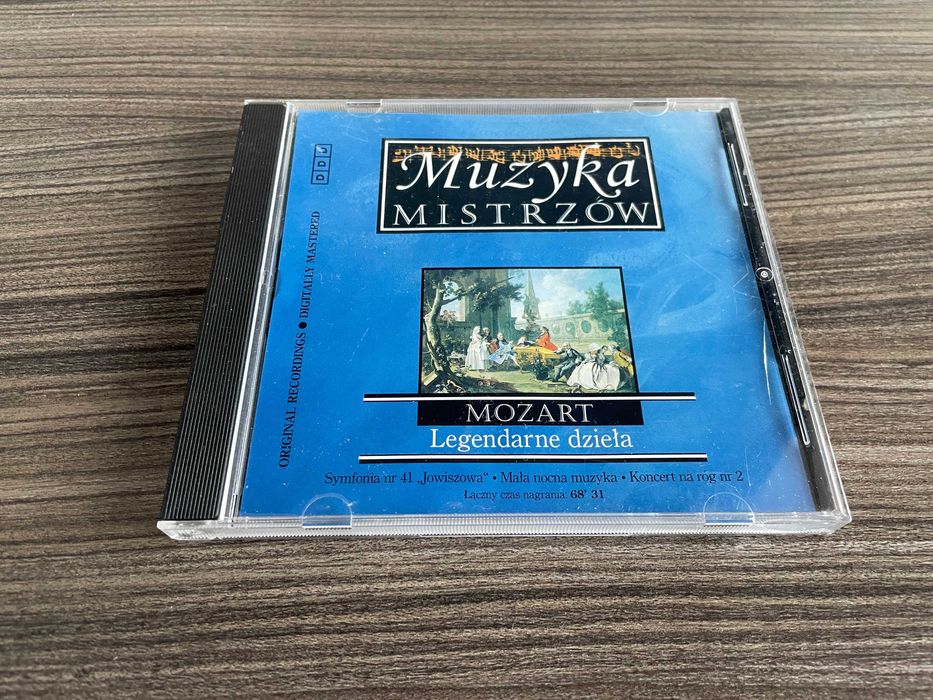 Muzyka
MISTRZÓW
DDD
ORIGINAL RECORDINGS ● DIGITALLY MASTERED
MOZART
Legendarne dzieła
Symfonia nr 41 „Jowiszowa“ • Mała nocna muzyka • Koncert na róg nr 2
Łączny czas nagrania: 68' 31